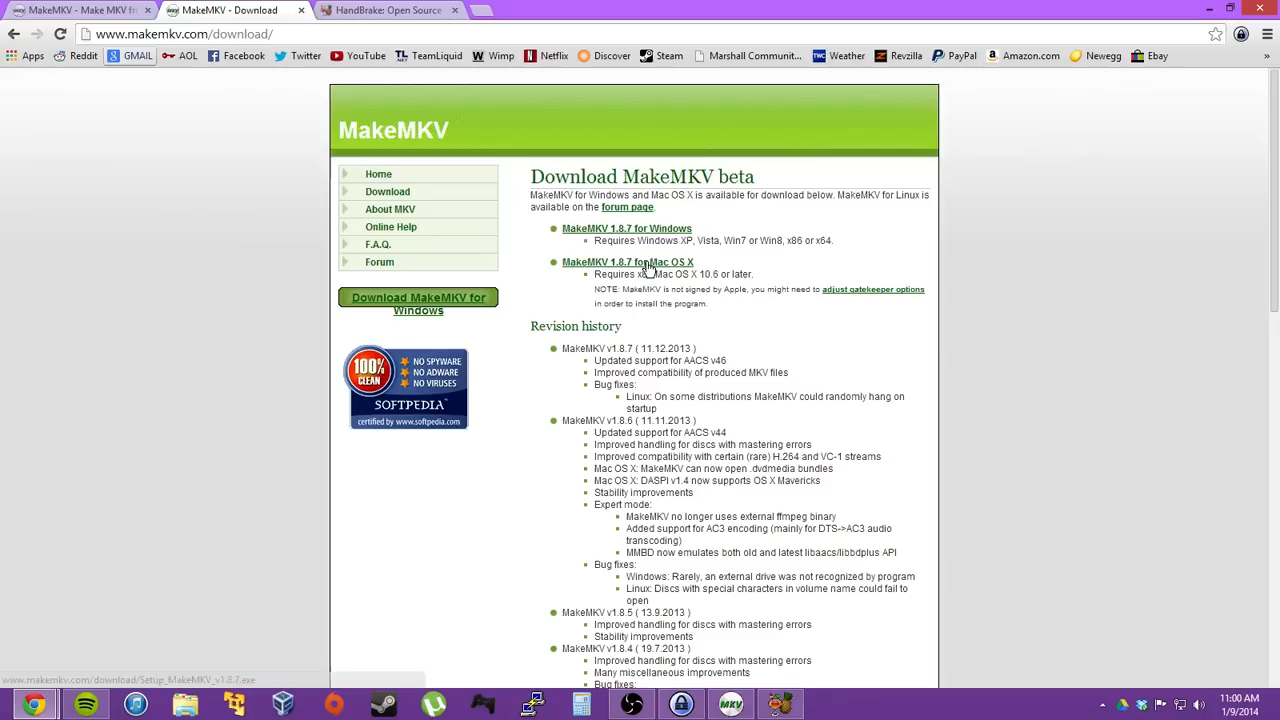 MakeMKV - Make MKV fr
MakeMKV - Download
HandBrake: Open Source
www.makemkv.com/download/
Apps Reddit GMAIL AOL Facebook Twitter YouTube TeamLiquid Wimp Netflix Discover Steam Marshall Communit... Weather Revzilla PayPal Amazon.com Newegg Ebay »
MakeMKV
Home
Download
About MKV
Online Help
F.A.Q.
Forum
Download MakeMKV for
Windows
100%
CLEAN
NO SPYWARE
NO ADWARE
NO VIRUSES
SOFTPEDIA
certified by www.softpedia.com
Download MakeMKV beta
MakeMKV for Windows and Mac OS X is available for download below. MakeMKV for Linux is
available on the forum page.
MakeMKV 1.8.7 for Windows
Requires Windows XP, Vista, Win7 or Win8, x86 or x64.
MakeMKV 1.8.7 for Mac OS X
Requires Mac OS X 10.6 or later.
NOTE: MakeMKV is not signed by Apple, you might need to adjust gatekeeper options
in order to install the program.
Revision history
MakeMKV v1.8.7 ( 11.12.2013 )
Updated support for AACS v46
Improved compatibility of produced MKV files
Bug fixes:
Linux: On some distributions MakeMKV could randomly hang on
startup
MakeMKV v1.8.6 ( 11.11.2013 )
Updated support for AACS v44
Improved handling for discs with mastering errors
Improved compatibility with certain (rare) H.264 and VC-1 streams
Mac OS X: MakeMKV can now open .dvdmedia bundles
Mac OS X: DASPI v1.4 now supports OS X Mavericks
Stability improvements
Expert mode:
MakeMKV no longer uses external ffmpeg binary
Added support for AC3 encoding (mainly for DTS->AC3 audio
transcoding)
MMBD now emulates both old and latest libaacs/libbdplus API
Bug fixes:
Windows: Rarely, an external drive was not recognized by program
Linux: Discs with special characters in volume name could fail to
open
MakeMKV v1.8.5 ( 13.9.2013 )
Improved handling for discs with mastering errors
Stability improvements
MakeMKV v1.8.4 ( 19.7.2013 )
Improved handling for discs with mastering errors
Many miscellaneous improvements
Bug fixes:
www.makemkv.com/download/Setup_MakeMKV_v1.8.7.exe
MKV
11:00 AM
1/9/2014